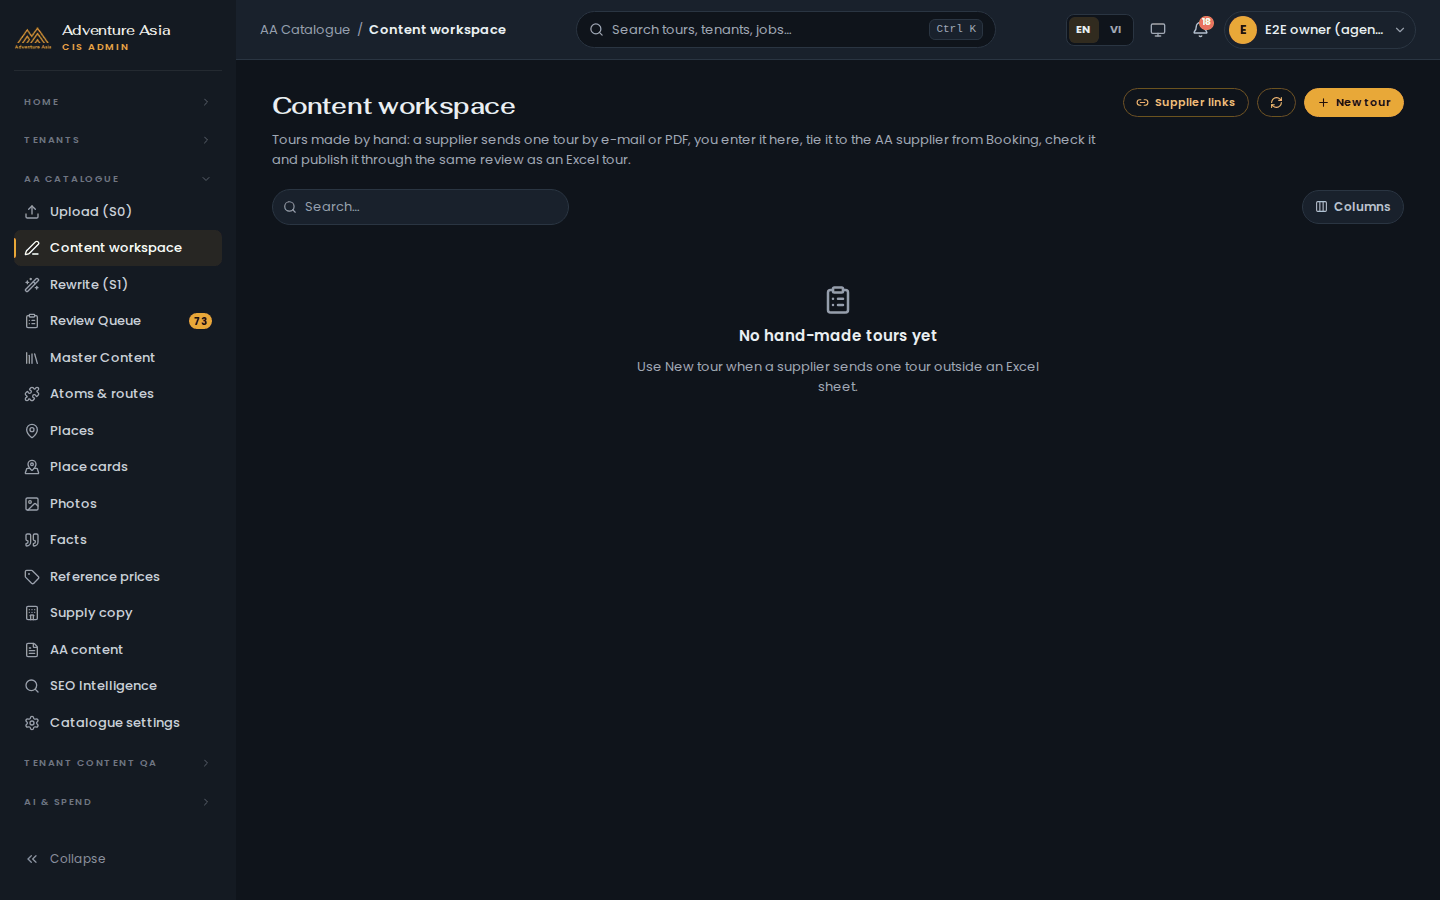 Adventure Asia
CIS ADMIN
Adventure Asia
HOME
TENANTS
AA CATALOGUE
Upload (S0)
Content workspace
Rewrite (S1)
Review Queue 73
Master Content
Atoms & routes
Places
Place cards
Photos
Facts
Reference prices
Supply copy
AA content
SEO Intelligence
Catalogue settings
TENANT CONTENT QA
AI & SPEND
Collapse
AA Catalogue / Content workspace
Search tours, tenants, jobs... Ctrl K
EN VI
18
E E2E owner (agen...
Content workspace
Supplier links
New tour
Tours made by hand: a supplier sends one tour by e-mail or PDF, you enter it here, tie it to the AA supplier from Booking, check it
and publish it through the same review as an Excel tour.
Search...
Columns
No hand-made tours yet
Use New tour when a supplier sends one tour outside an Excel
sheet.